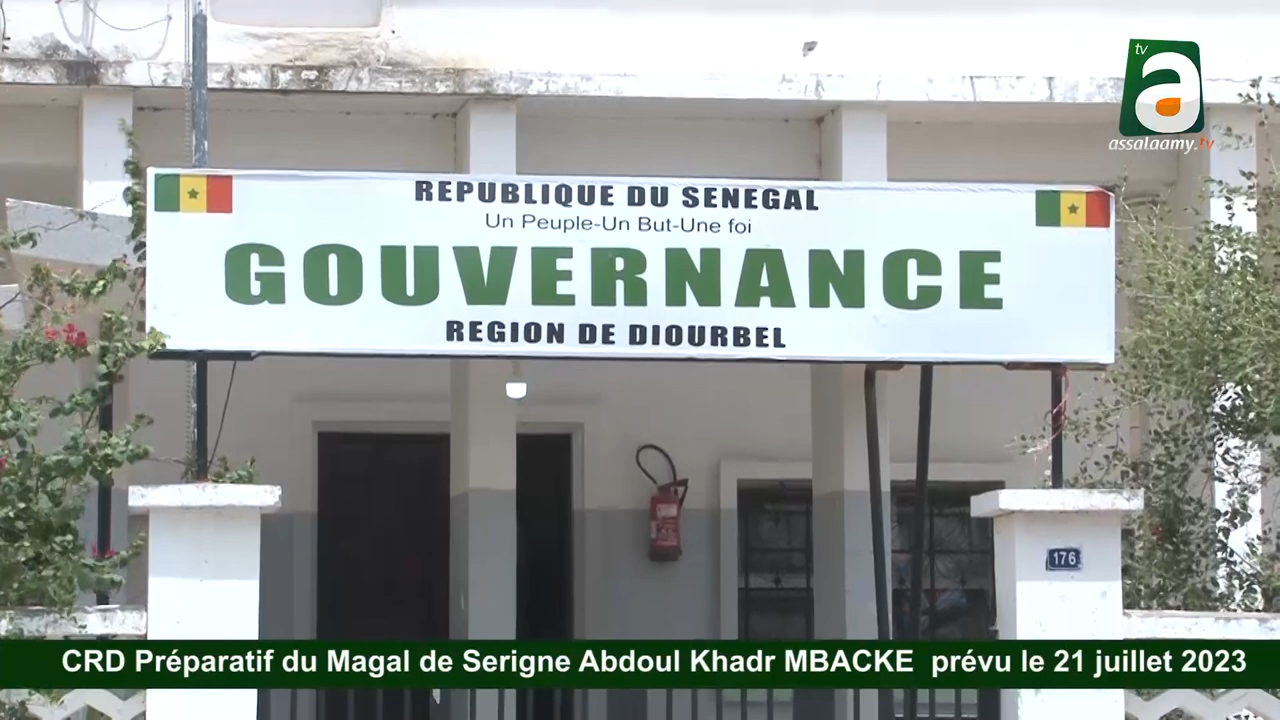 tv
a
assalaamy.tv
REPUBLIQUE DU SENEGAL
Un Peuple-Un But-Une foi
GOUVERNANCE
REGION DE DIOURBEL
176
CRD Préparatif du Magal de Serigne Abdoul Khadr MBACKE prévu le 21 juillet 2023